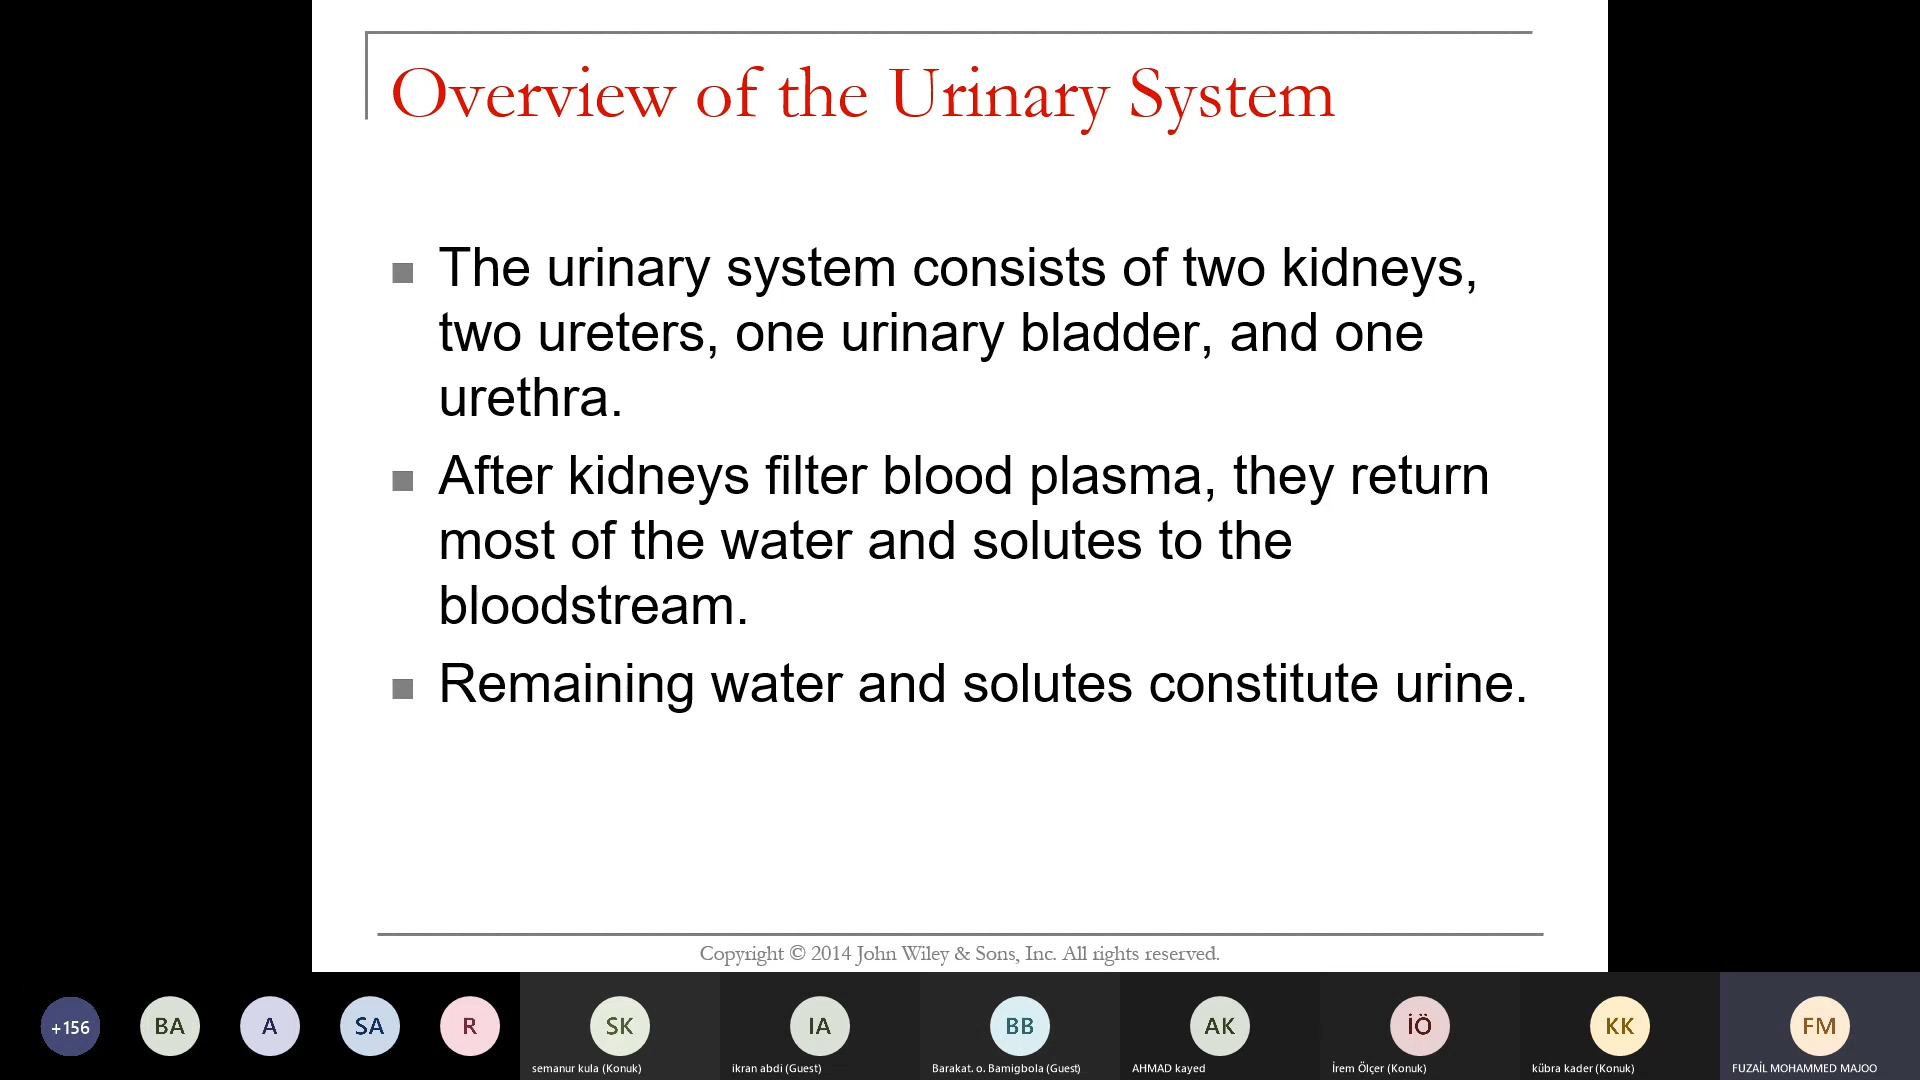 Overview of the Urinary System
The urinary system consists of two kidneys,
two ureters, one urinary bladder, and one
urethra.
After kidneys filter blood plasma, they return
most of the water and solutes to the
bloodstream.
Remaining water and solutes constitute urine.
Copyright © 2014 John Wiley & Sons, Inc. All rights reserved.
+156
BA
A
SA
R
SK
IA
BB
AK
İÖ
KK
FM
semanur kula (Konuk)
ikran abdi (Guest)
Barakat. o. Bamigbola (Guest)
AHMAD kayed
İrem Ölçer (Konuk)
kübra kader (Konuk)
FUZAİL MOHAMMED MAJOO